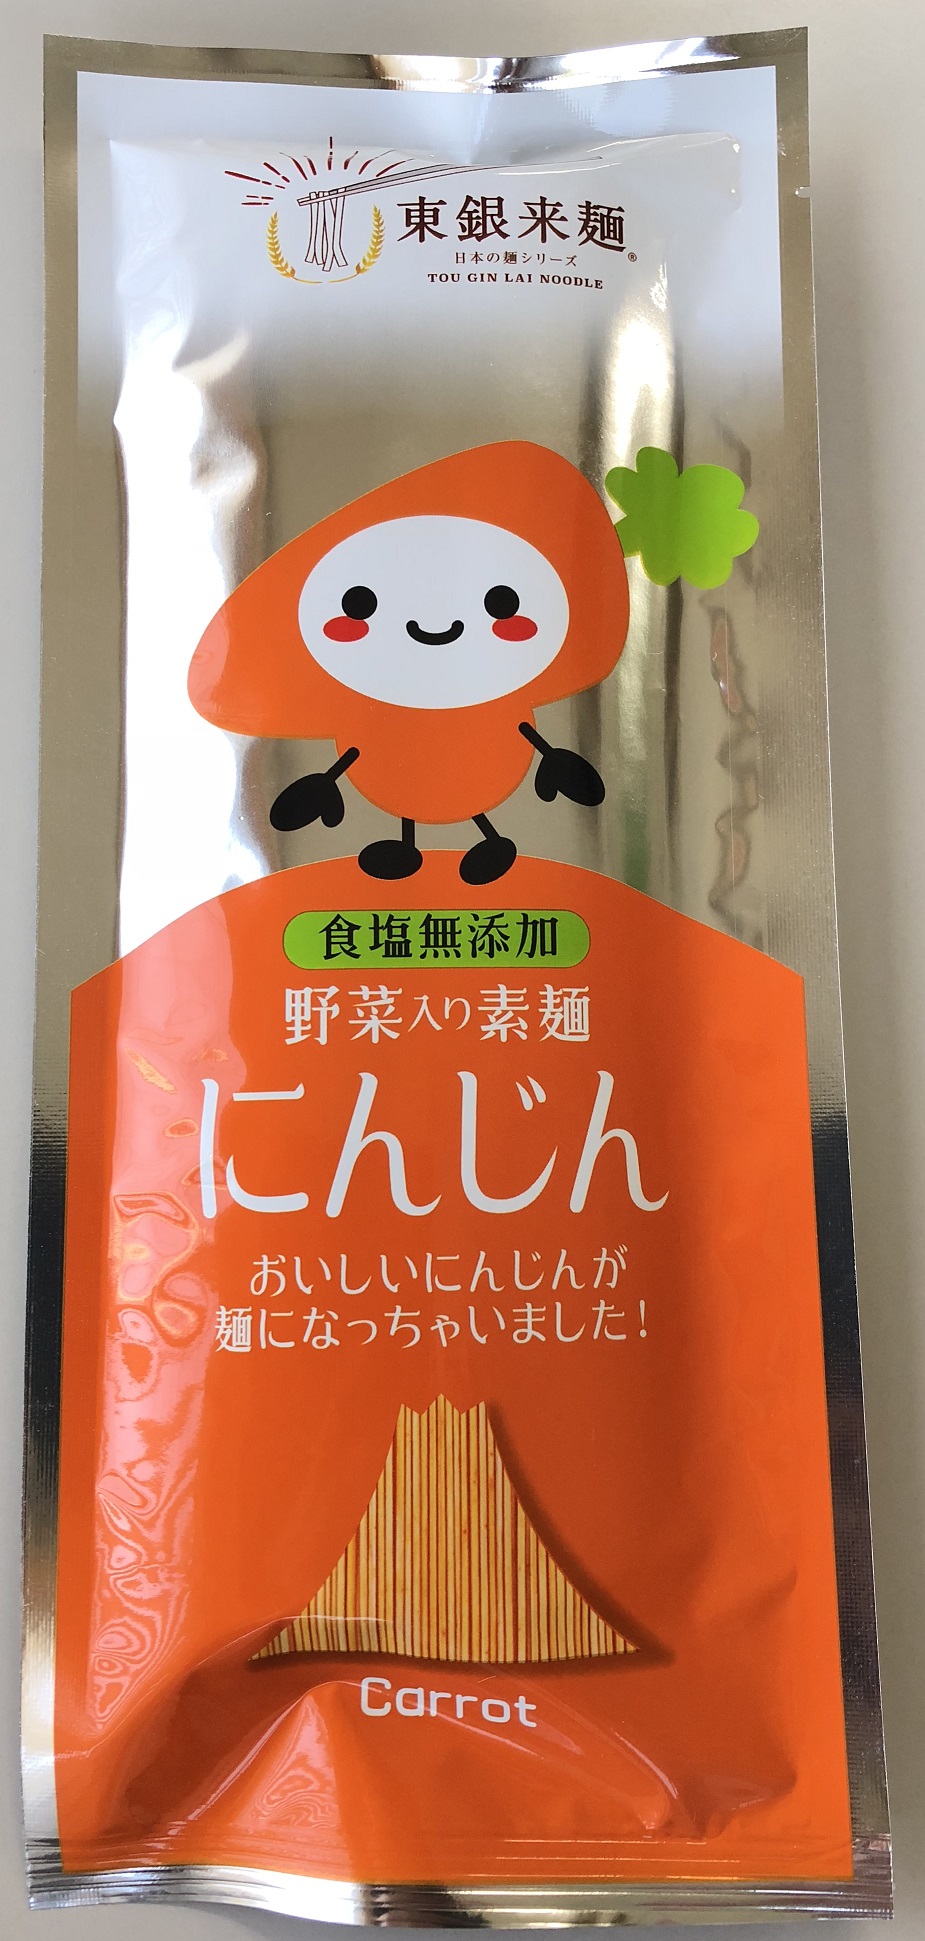 東銀来麺
日本の麺シリーズ
®
TOU GIN LAI NOODLE
食塩無添加
野菜入り素麺
にんじん
おいしいにんじんが
麺になっちゃいました!
Carrot